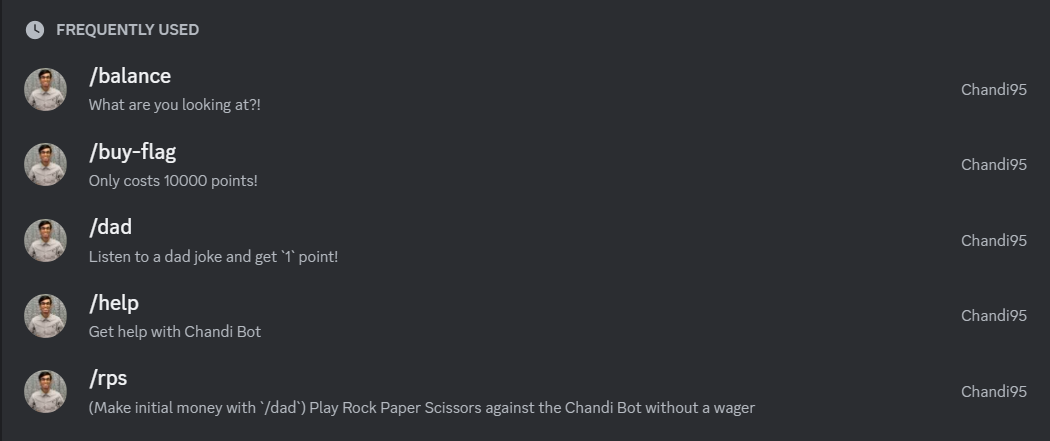 FREQUENTLY USED
/balance
What are you looking at?!
Chandi95
/buy-flag
Only costs 10000 points!
Chandi95
/dad
Listen to a dad joke and get `1` point!
Chandi95
/help
Get help with Chandi Bot
Chandi95
/rps
(Make initial money with `/dad`) Play Rock Paper Scissors against the Chandi Bot without a wager
Chandi95